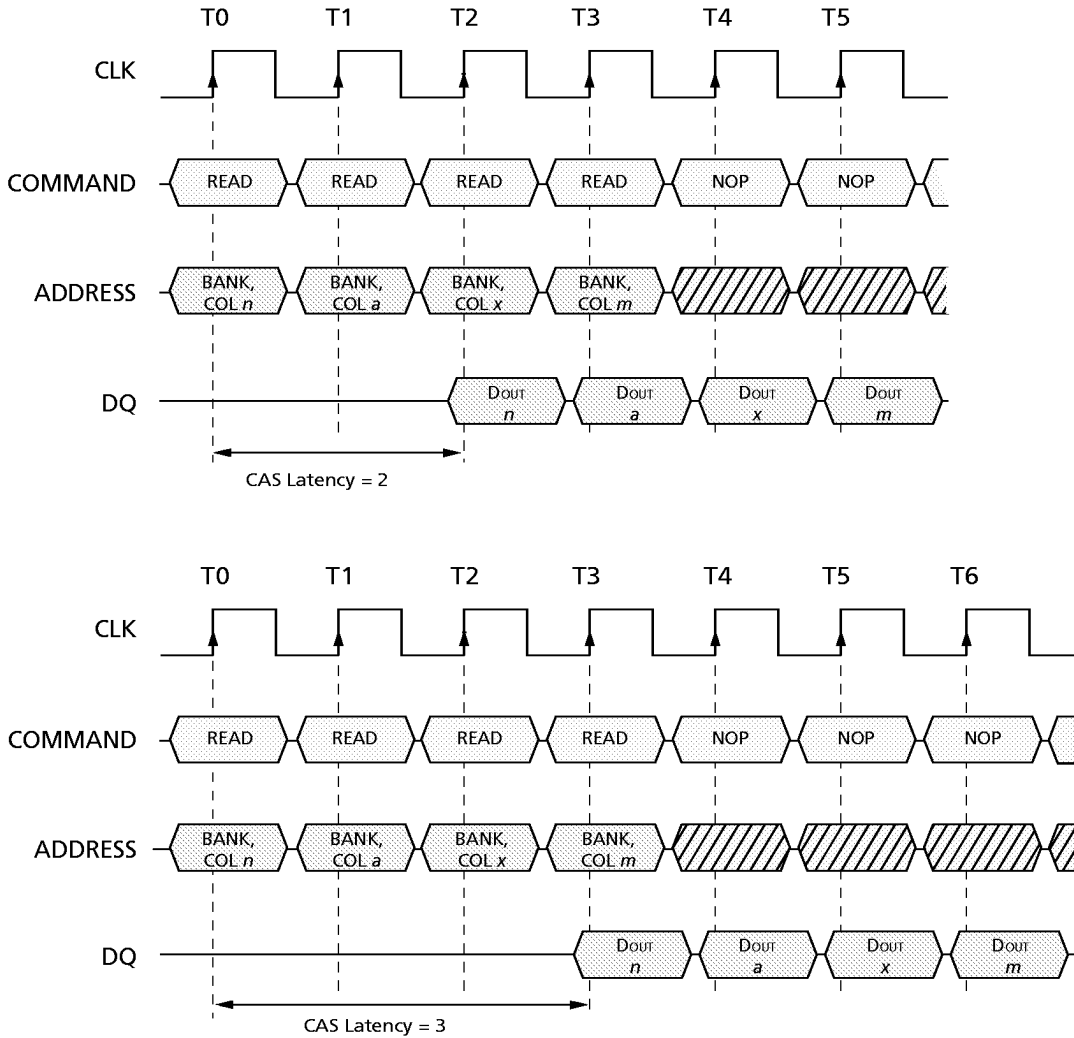 T0 T1 T2 T3 T4 T5
CLK
COMMAND READ READ READ READ NOP NOP
BANK, BANK, BANK, BANK,
ADDRESS
COL n COL a COL x COL m
DOUT DOUT DOUT DOUT
DQ
n a x m
CAS Latency = 2
T0 T1 T2 T3 T4 T5 T6
CLK
COMMAND READ READ READ READ NOP NOP NOP
BANK, BANK, BANK, BANK,
ADDRESS
COL n COL a COL x COL m
DOUT DOUT DOUT DOUT
DQ
n a x m
CAS Latency = 3